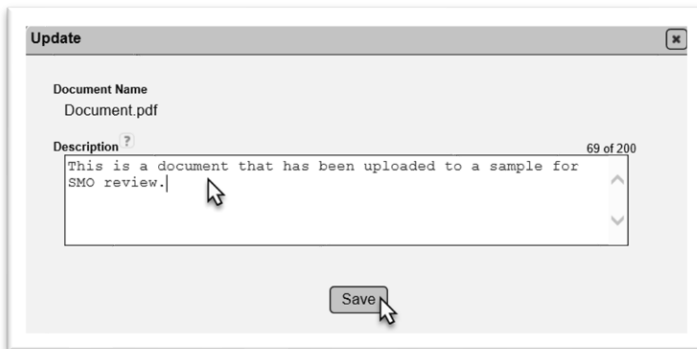 Update
Document Name
Document.pdf
Description ?
69 of 200
This is a document that has been uploaded to a sample for
SMO review.
Save